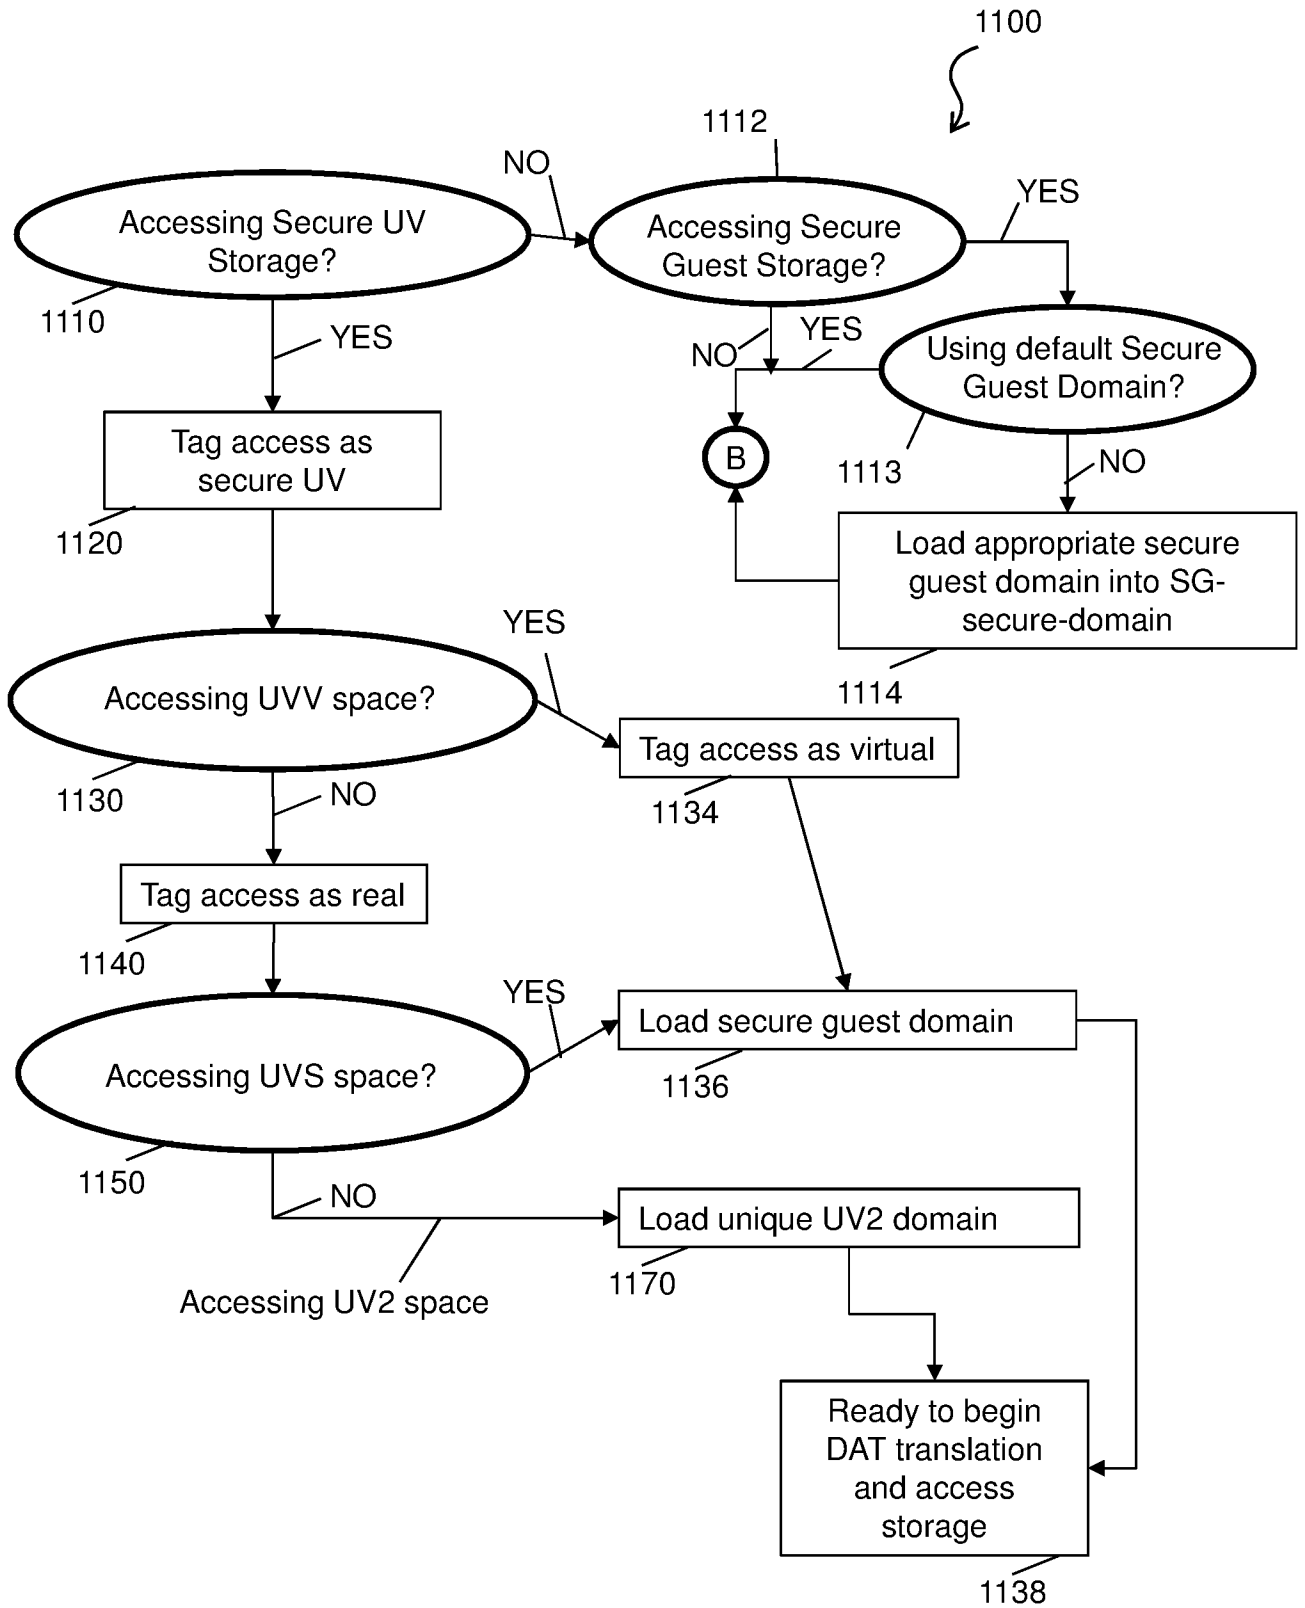 1100
1112
NO
YES
Accessing Secure UV
Storage?
Accessing Secure
Guest Storage?
1110
YES
NO
YES
Using default Secure
Guest Domain?
Tag access as
secure UV
B
1113
NO
1120
Load appropriate secure
guest domain into SG-
secure-domain
YES
Accessing UVV space?
1114
Tag access as virtual
1130
NO
1134
Tag access as real
1140
YES
Load secure guest domain
Accessing UVS space?
1136
1150
NO
Load unique UV2 domain
1170
Accessing UV2 space
Ready to begin
DAT translation
and access
storage
1138